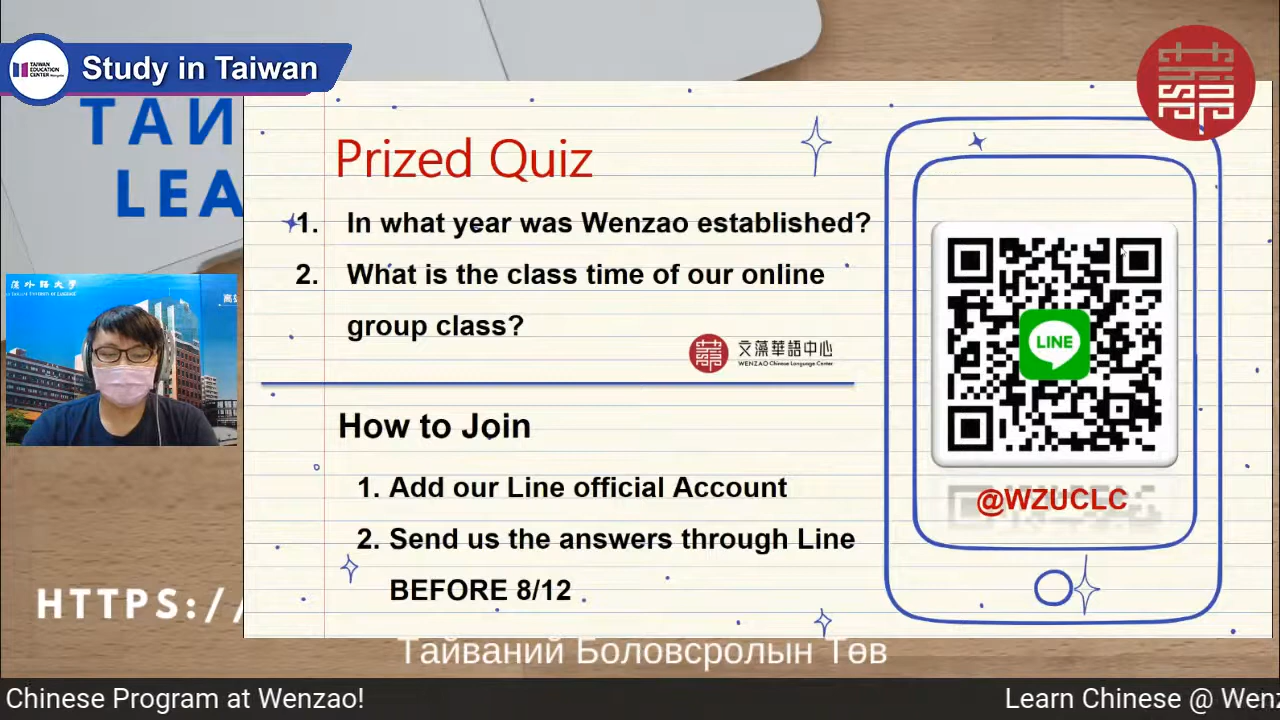 TAIWAN
EDUCATION
CENTER
Study in Taiwan
ТАЙ
LEA
Prized Quiz
1. In what year was Wenzao established?
2. What is the class time of our online
group class?
文藻華語中心
WENZAO Chinese Language Center
How to Join
1. Add our Line official Account
2. Send us the answers through Line
BEFORE 8/12
LINE
@WZUCLC
HTTPS://
Тайваний Боловсролын Төв
Chinese Program at Wenzao!
Learn Chinese @ Wenz